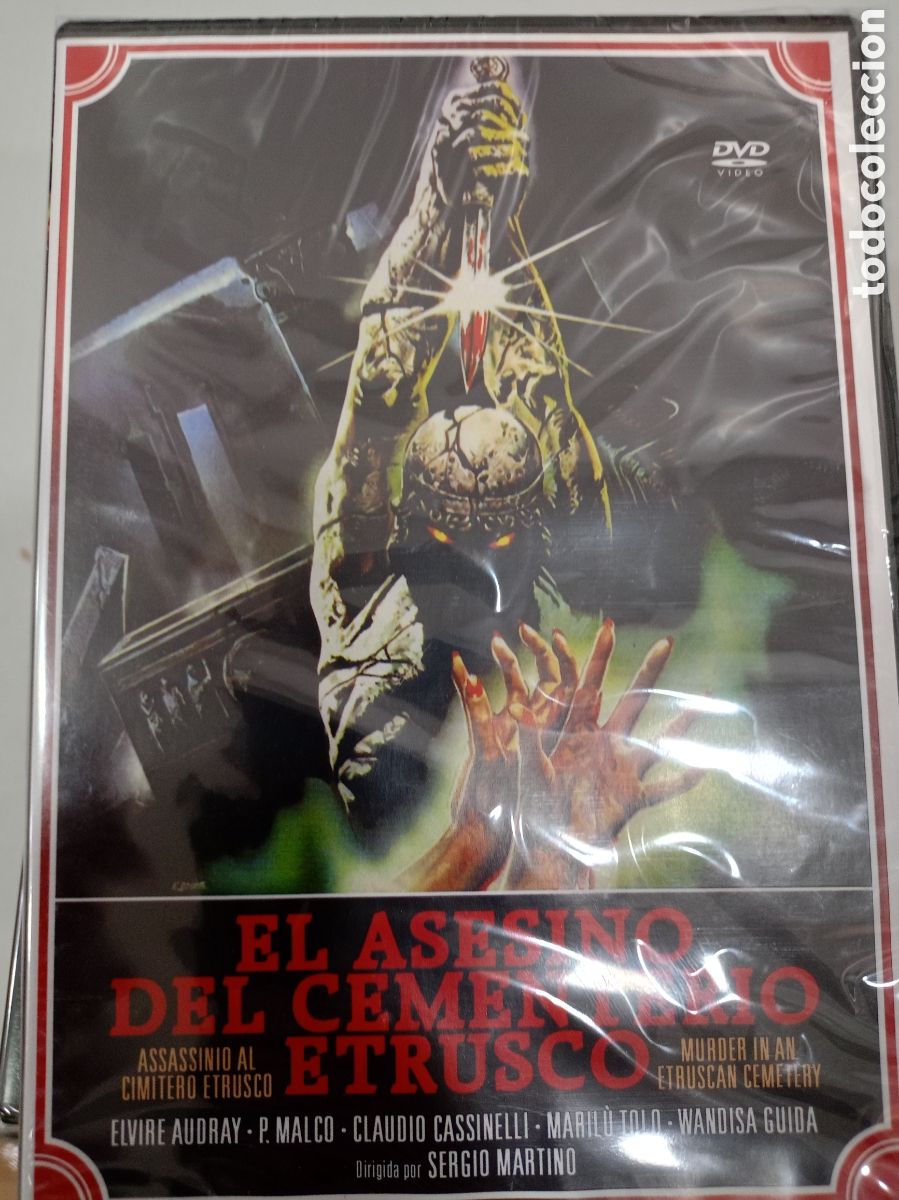 todocoleccion
DVD
VIDEO
EL ASESINO
DEL CEMENTERIO
ETRUSCO
ASSASSINIO AL
CIMITERO ETRUSCO
MURDER IN AN
ETRUSCAN CEMETERY
ELVIRE AUDRAY · P. MALCO · CLAUDIO CASSINELLI · MARILÙ TOLO · WANDISA GUIDA
Dirigida por SERGIO MARTINO